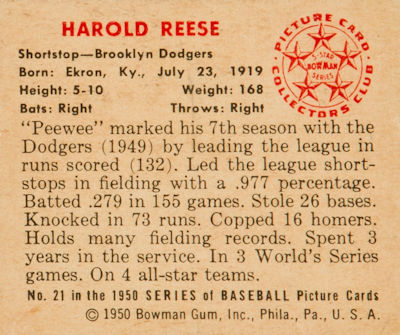 HAROLD REESE
Shortstop—Brooklyn Dodgers
Born: Ekron, Ky., July 23, 1919
Height: 5-10 Weight: 168
Bats: Right Throws: Right
PICTURE CARD
5-STAR
BOWMAN
SERIES
COLLECTORS CLUB
"Peewee" marked his 7th season with the
Dodgers (1949) by leading the league in
runs scored (132). Led the league short-
stops in fielding with a .977 percentage.
Batted .279 in 155 games. Stole 26 bases.
Knocked in 73 runs. Copped 16 homers.
Holds many fielding records. Spent 3
years in the service. In 3 World's Series
games. On 4 all-star teams.
No. 21 in the 1950 SERIES of BASEBALL Picture Cards
© 1950 Bowman Gum, Inc., Phila., Pa., U. S. A.